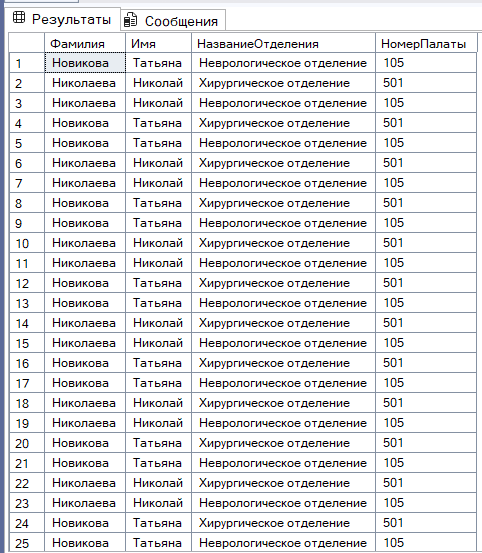 Результаты Сообщения
Фамилия Имя НазваниеОтделения НомерПалаты
1 Новикова Татьяна Неврологическое отделение 105
2 Николаева Николай Хирургическое отделение 501
3 Николаева Николай Неврологическое отделение 105
4 Новикова Татьяна Хирургическое отделение 501
5 Новикова Татьяна Неврологическое отделение 105
6 Николаева Николай Хирургическое отделение 501
7 Николаева Николай Неврологическое отделение 105
8 Новикова Татьяна Хирургическое отделение 501
9 Новикова Татьяна Неврологическое отделение 105
10 Николаева Николай Хирургическое отделение 501
11 Николаева Николай Неврологическое отделение 105
12 Новикова Татьяна Хирургическое отделение 501
13 Новикова Татьяна Неврологическое отделение 105
14 Николаева Николай Хирургическое отделение 501
15 Николаева Николай Неврологическое отделение 105
16 Новикова Татьяна Хирургическое отделение 501
17 Новикова Татьяна Неврологическое отделение 105
18 Николаева Николай Хирургическое отделение 501
19 Николаева Николай Неврологическое отделение 105
20 Новикова Татьяна Хирургическое отделение 501
21 Новикова Татьяна Неврологическое отделение 105
22 Николаева Николай Хирургическое отделение 501
23 Николаева Николай Неврологическое отделение 105
24 Новикова Татьяна Хирургическое отделение 501
25 Новикова Татьяна Неврологическое отделение 105